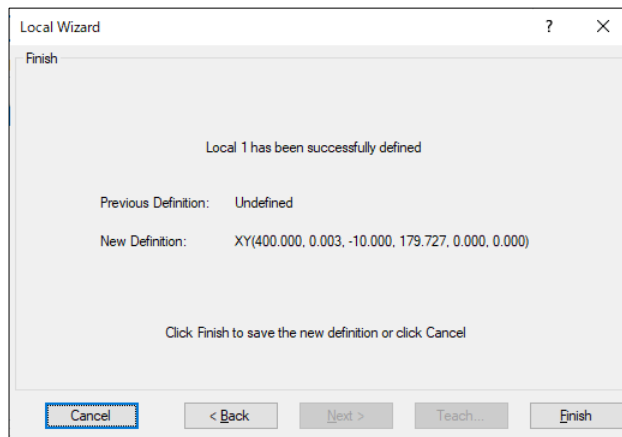 Local Wizard
?
Finish
Local 1 has been successfully defined
Previous Definition: Undefined
New Definition: XY(400.000, 0.003, -10.000, 179.727, 0.000, 0.000)
Click Finish to save the new definition or click Cancel
Cancel < Back Next > Teach... Finish